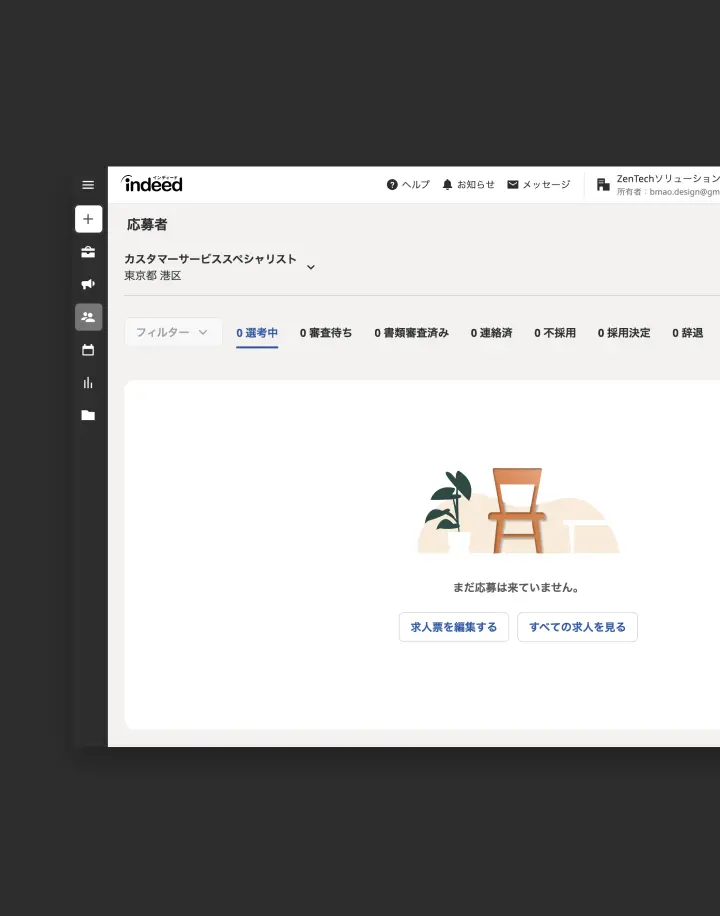 インディード
indeed
ヘルプ
お知らせ
メッセージ
ZenTechソリューション
所有者：bmao.design@gm
応募者
カスタマーサービススペシャリスト
東京都 港区
フィルター
0 選考中
0 審査待ち
0 書類審査済み
0 連絡済
0 不採用
0 採用決定
0 辞退
まだ応募は来ていません。
求人票を編集する
すべての求人を見る